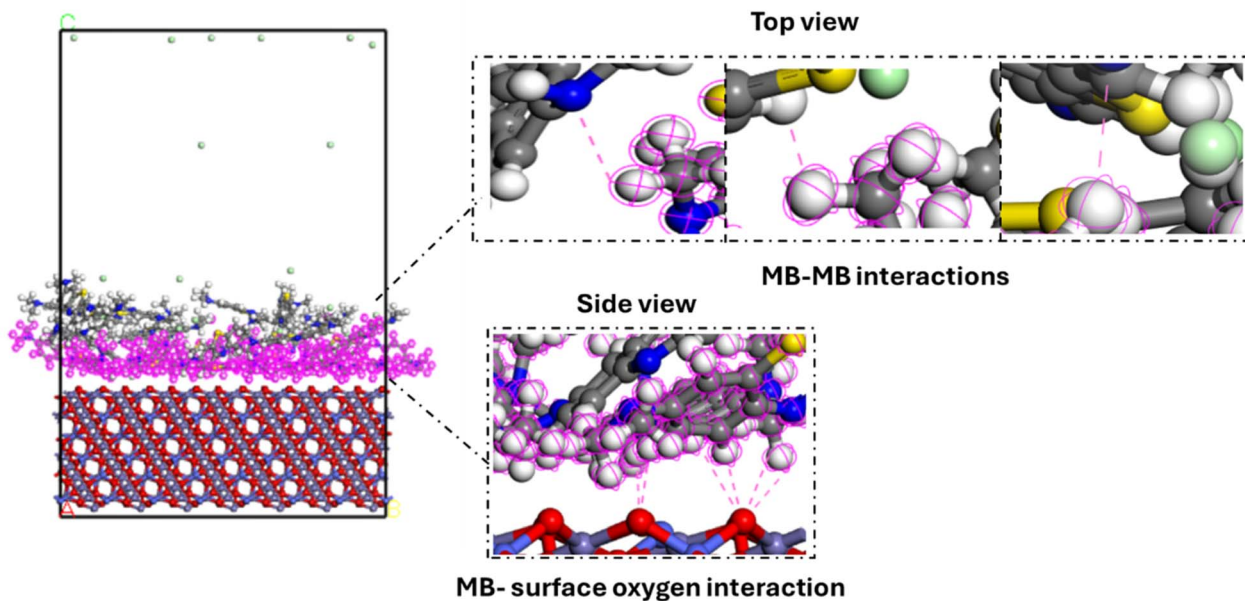 C
Top view
MB-MB interactions
Side view
A
B
MB- surface oxygen interaction